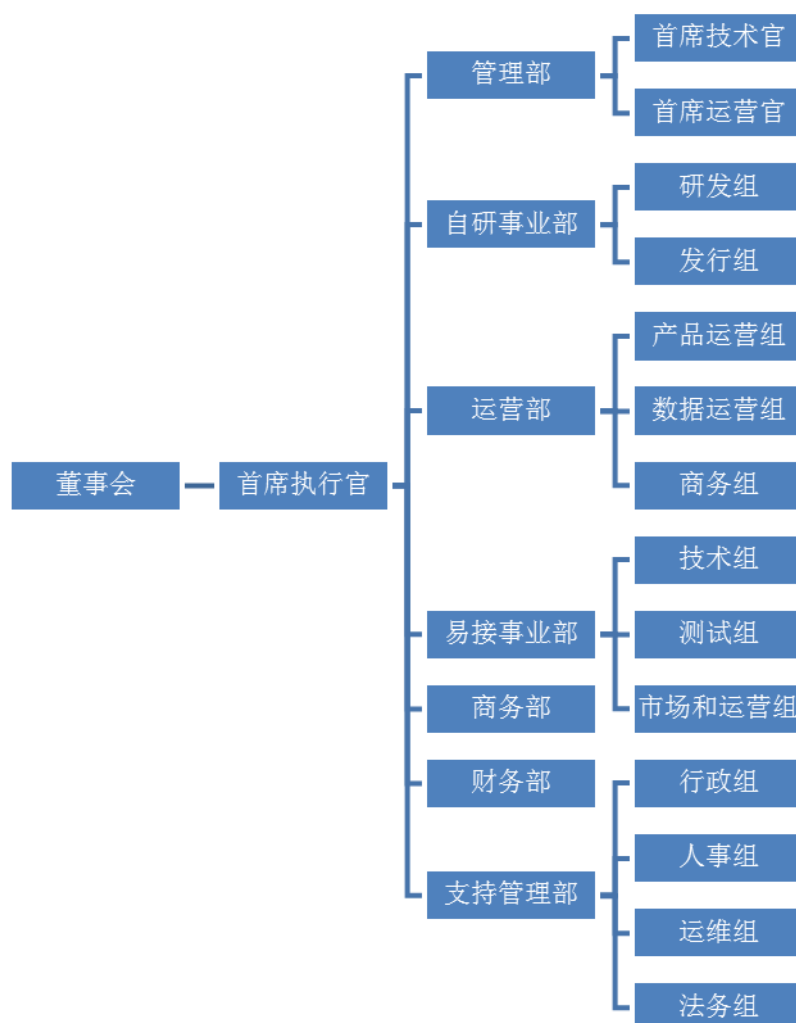 董事会
首席执行官
管理部
首席技术官
首席运营官
自研事业部
研发组
发行组
运营部
产品运营组
数据运营组
商务组
易接事业部
技术组
测试组
市场和运营组
商务部
财务部
支持管理部
行政组
人事组
运维组
法务组